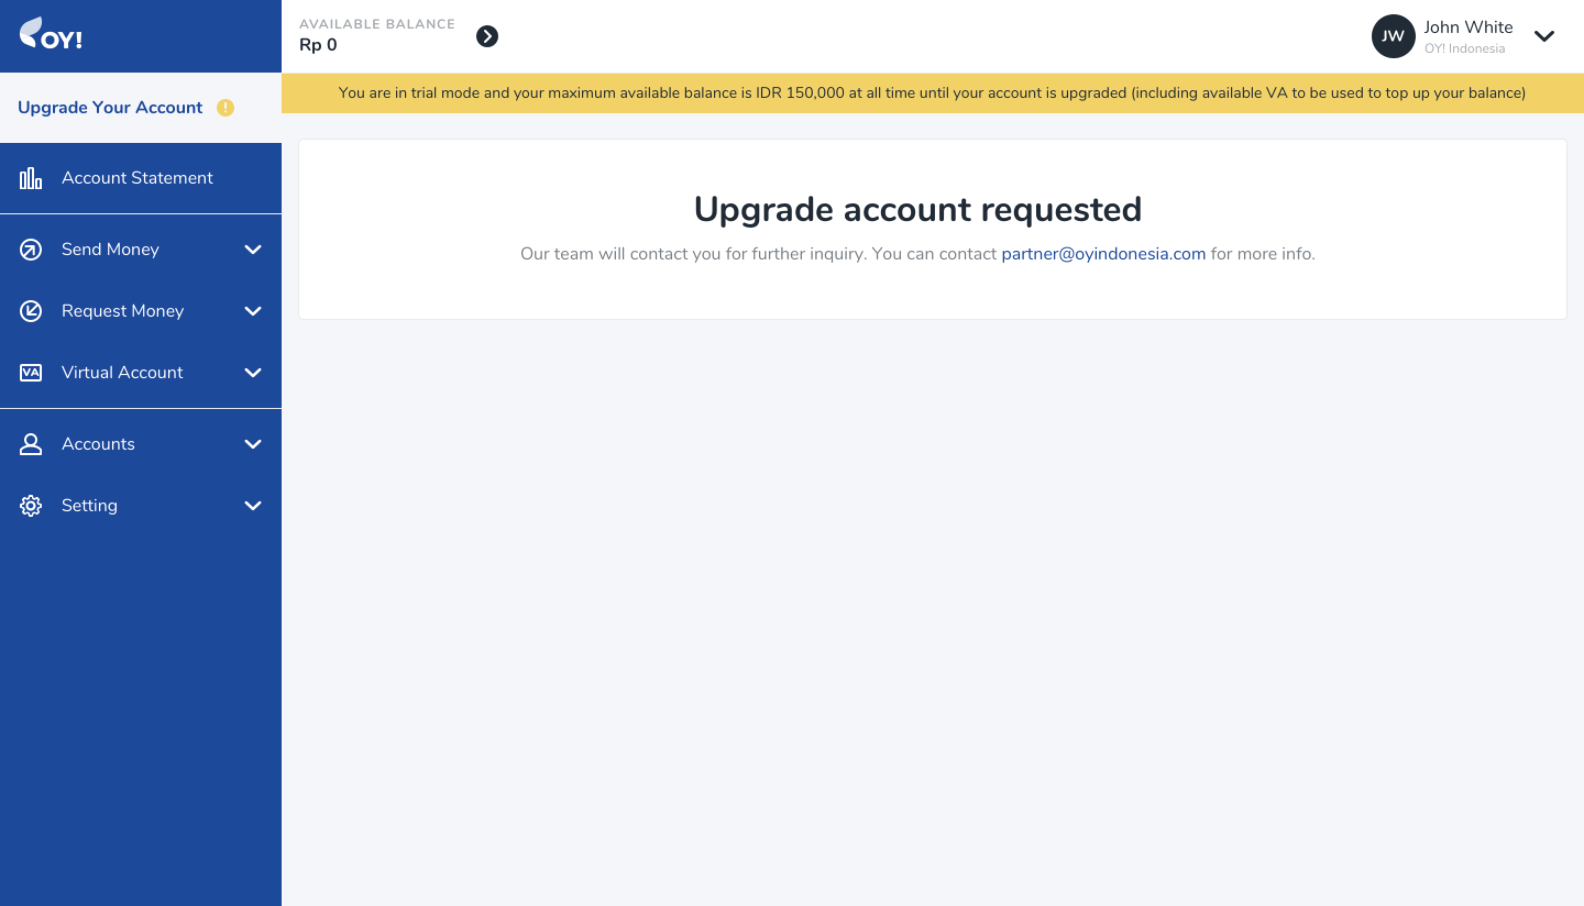 OY!
AVAILABLE BALANCE
Rp 0
JW
John White
OY! Indonesia
Upgrade Your Account !
You are in trial mode and your maximum available balance is IDR 150,000 at all time until your account is upgraded (including available VA to be used to top up your balance)
Account Statement
Send Money
Request Money
VA Virtual Account
Accounts
Setting
Upgrade account requested
Our team will contact you for further inquiry. You can contact partner@oyindonesia.com for more info.